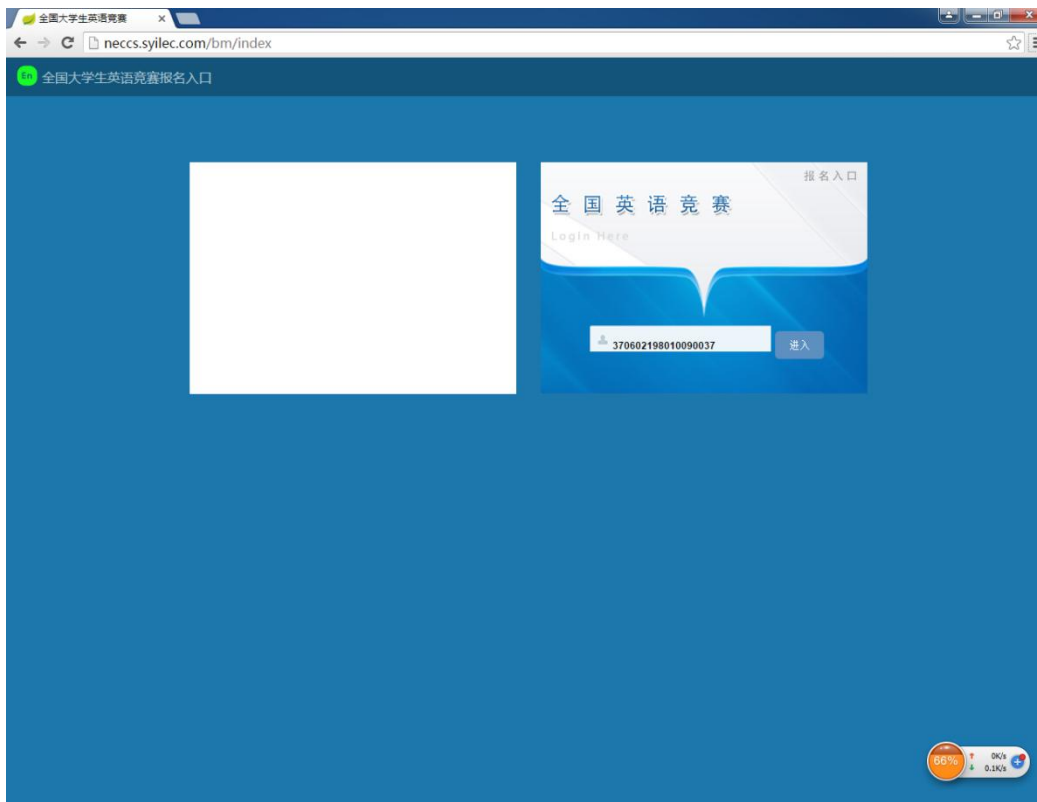 全国大学生英语竞赛
neccs.syilec.com/bm/index
En 全国大学生英语竞赛报名入口
报名入口
全国英语竞赛
Login Here
370602198010090037
进入
66%
0K/s
0.1K/s